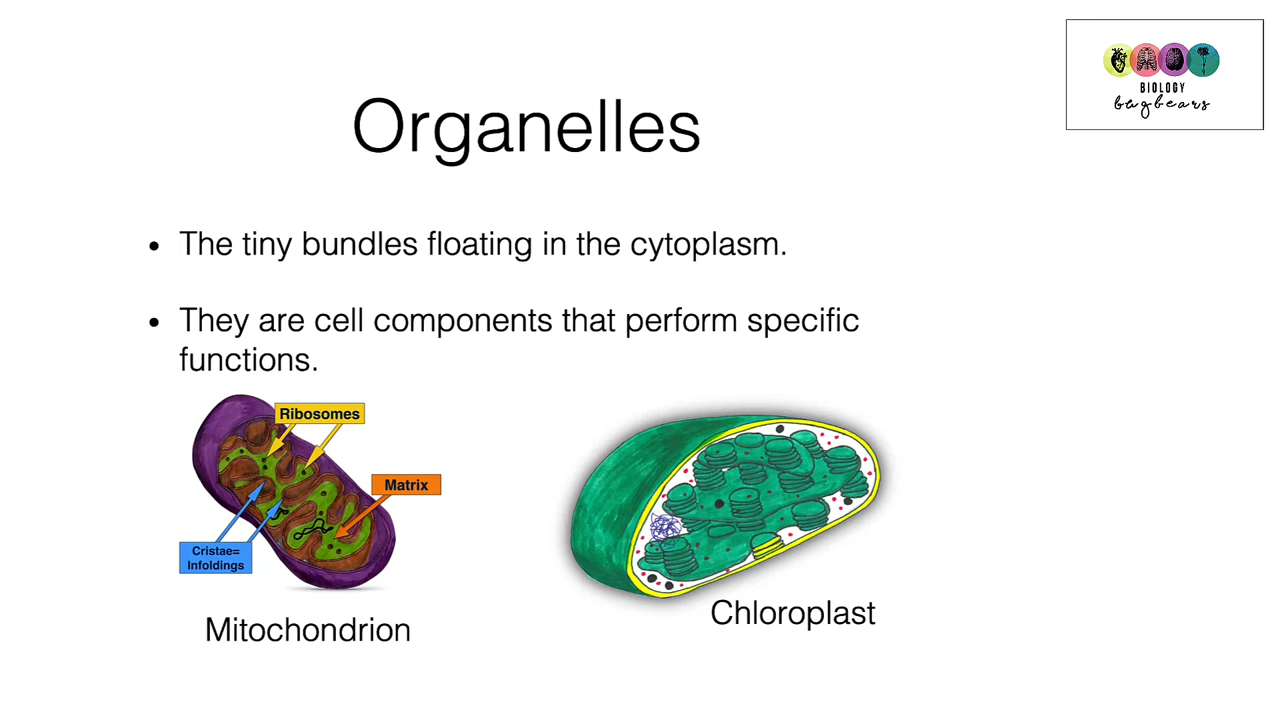 BIOLOGY
bugbears
Organelles
• The tiny bundles floating in the cytoplasm.
• They are cell components that perform specific
functions.
Ribosomes
Matrix
Cristae=
Infoldings
Mitochondrion
Chloroplast